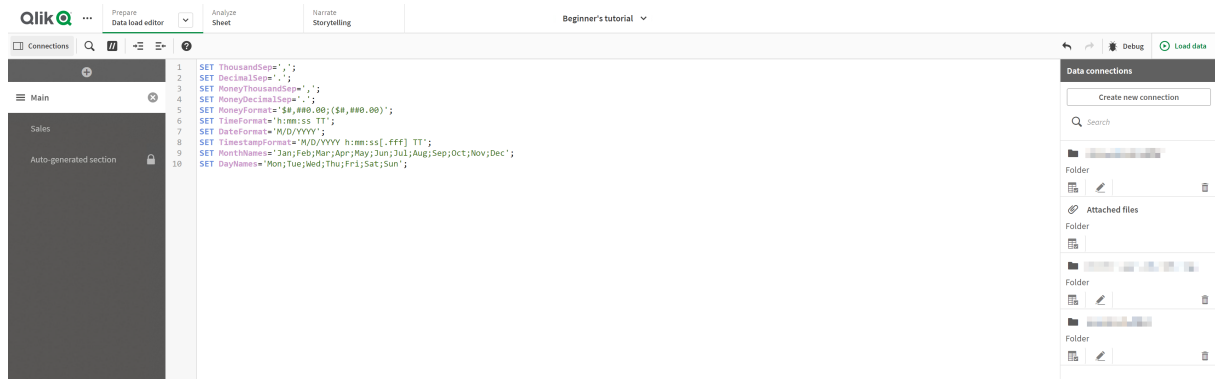 Qlik
Prepare
Data load editor
Analyze
Sheet
Narrate
Storytelling
Beginner's tutorial
Connections
Debug
Load data
Main
Sales
Auto-generated section
1 SET ThousandSep=',';
2 SET DecimalSep='.';
3 SET MoneyThousandSep=',';
4 SET MoneyDecimalSep='.';
5 SET MoneyFormat='$#,##0.00;($#,##0.00)';
6 SET TimeFormat='h:mm:ss TT';
7 SET DateFormat='M/D/YYYY';
8 SET TimestampFormat='M/D/YYYY h:mm:ss[.fff] TT';
9 SET MonthNames='Jan;Feb;Mar;Apr;May;Jun;Jul;Aug;Sep;Oct;Nov;Dec';
10 SET DayNames='Mon;Tue;Wed;Thu;Fri;Sat;Sun';
Data connections
Create new connection
Search
Folder
Attached files
Folder
Folder
Folder